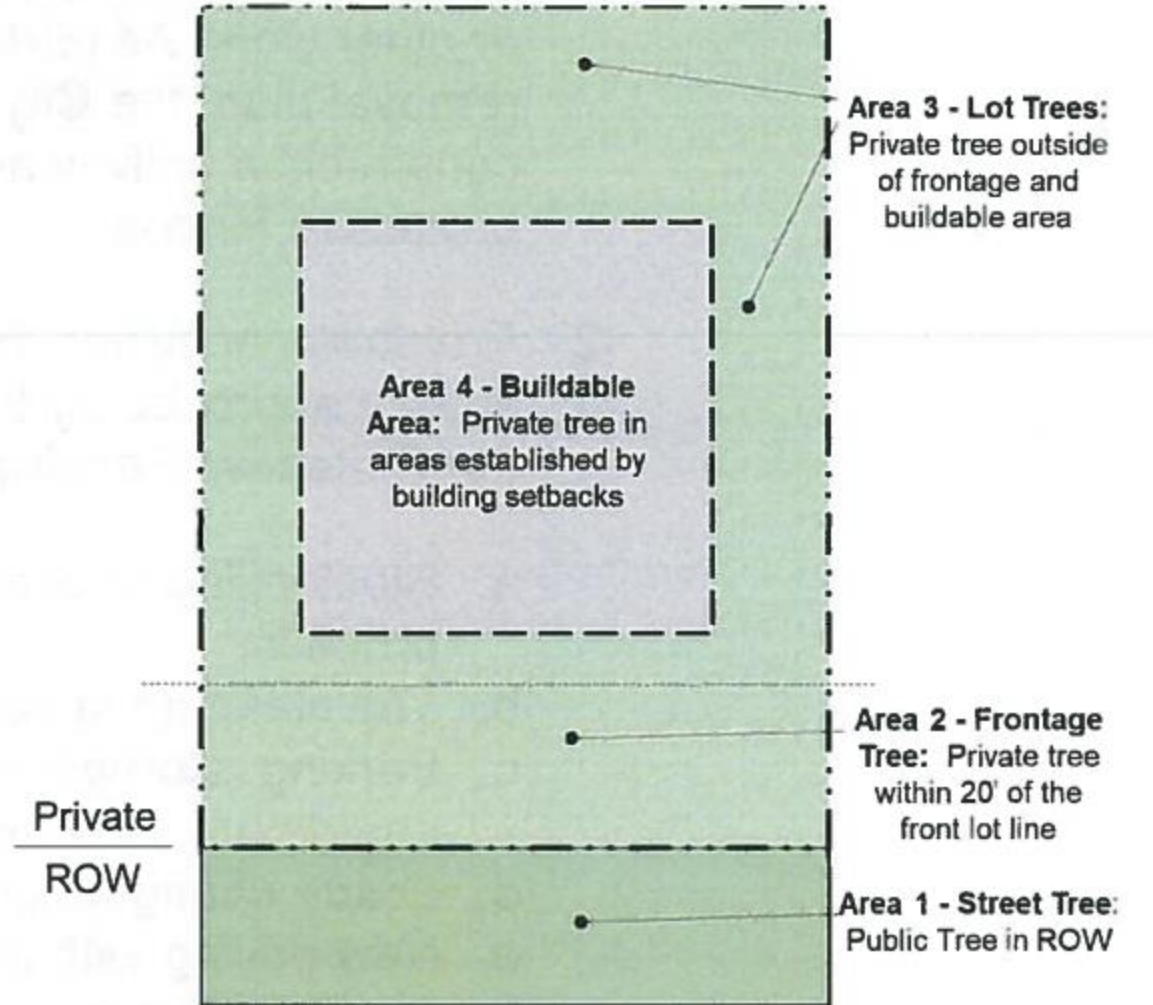 Area 3 - Lot Trees:
Private tree outside
of frontage and
buildable area
Area 4 - Buildable
Area: Private tree in
areas established by
building setbacks
Area 2 - Frontage
Tree: Private tree
within 20' of the
front lot line
Private
ROW
Area 1 - Street Tree:
Public Tree in ROW